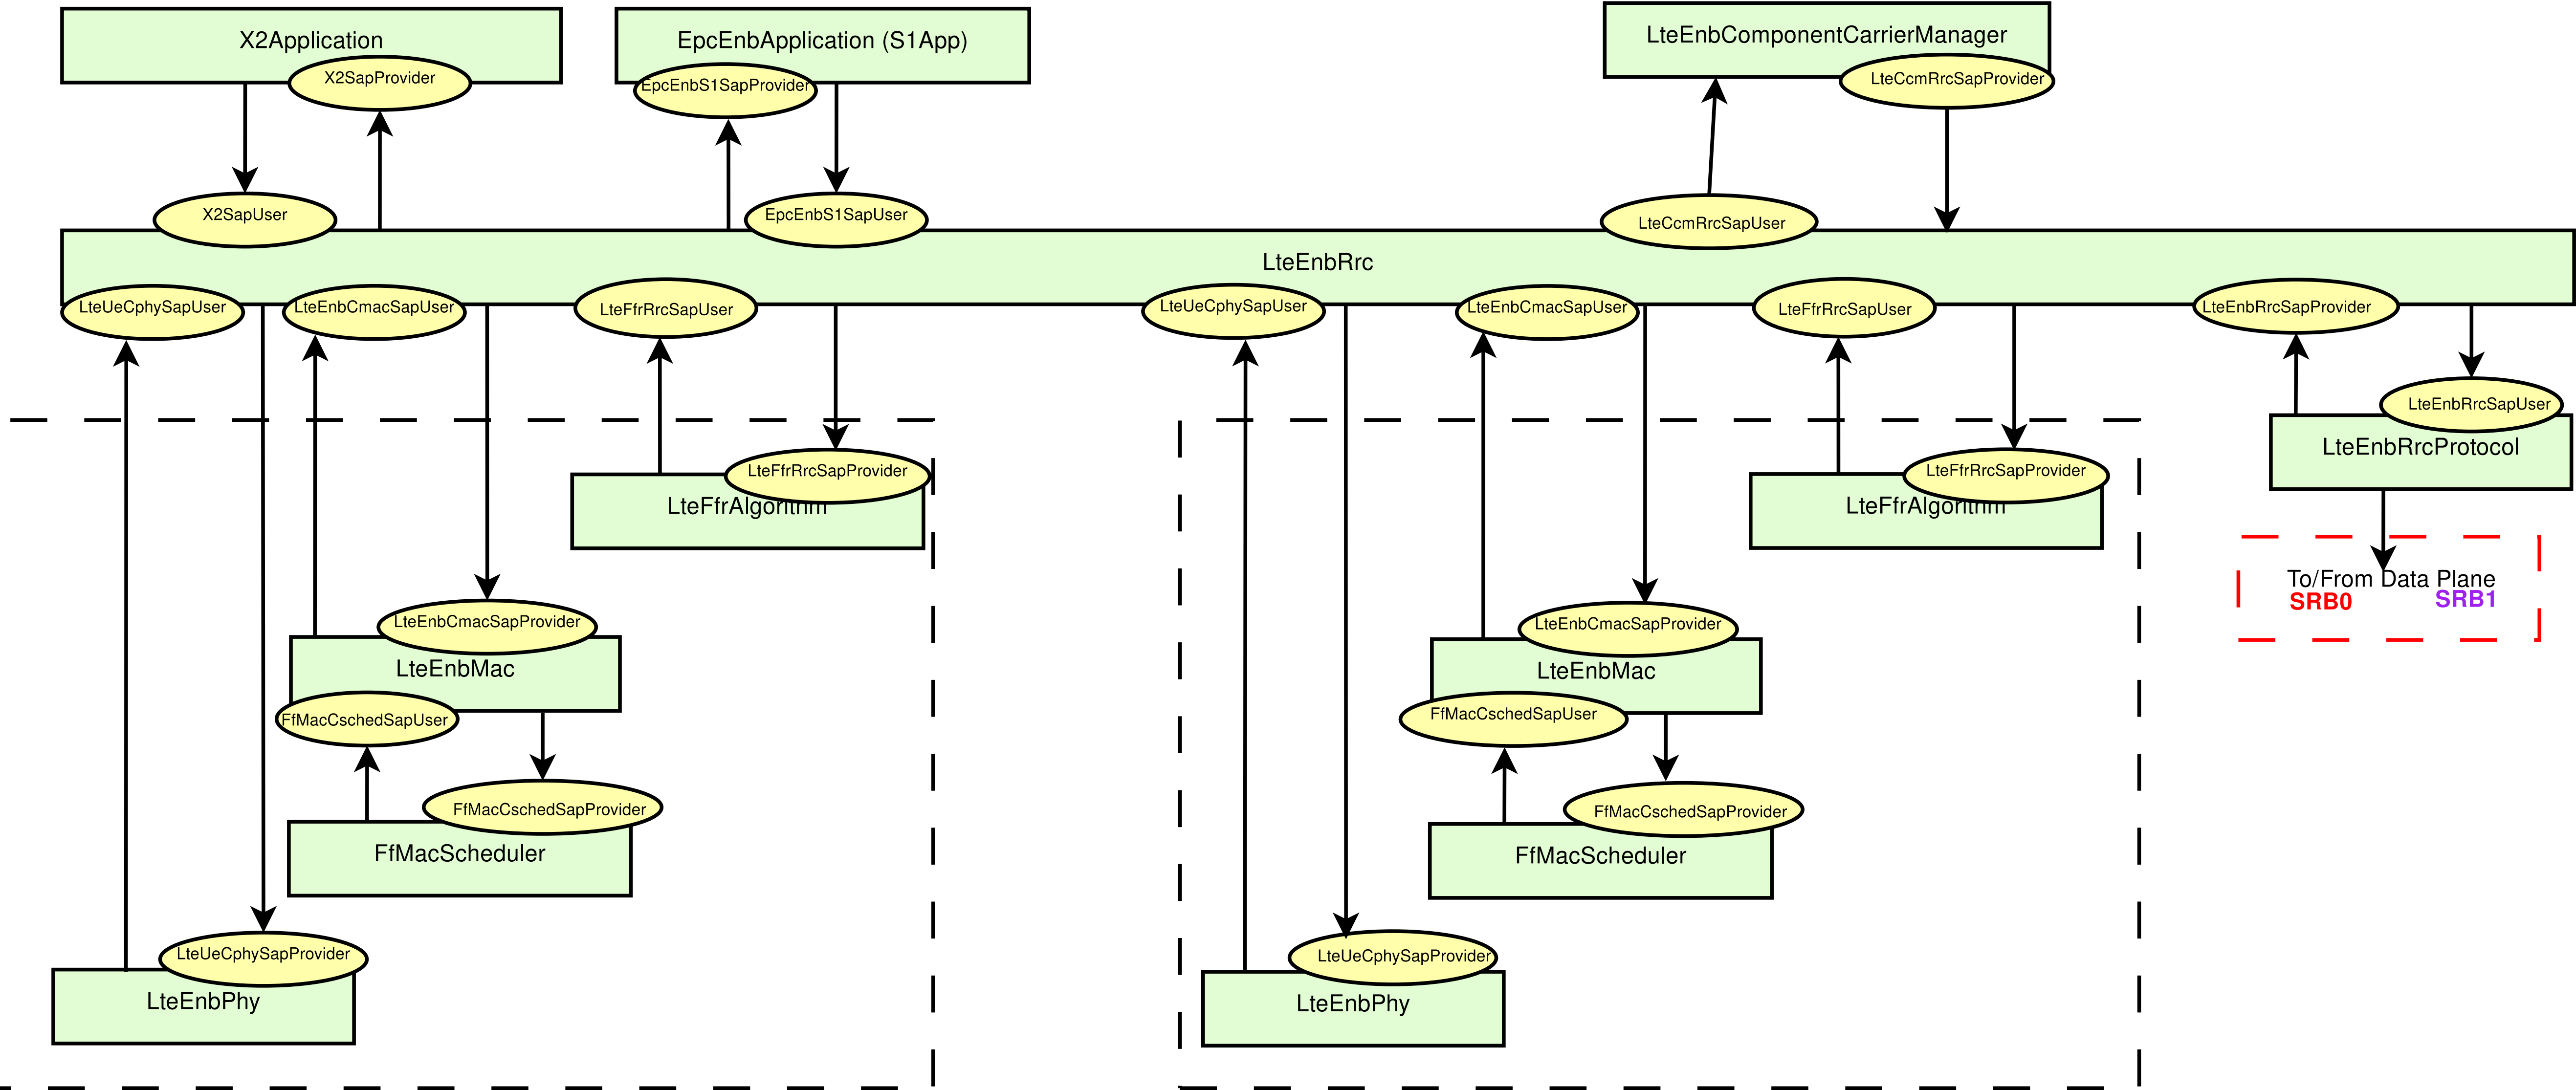 X2Application
X2SapProvider
EpcEnbApplication (S1App)
EpcEnbS1SapProvider
LteEnbComponentCarrierManager
LteCcmRrcSapProvider
X2SapUser
EpcEnbS1SapUser
LteCcmRrcSapUser
LteEnbRrc
LteUeCphySapUser
LteEnbCmacSapUser
LteFfrRrcSapUser
LteUeCphySapUser
LteEnbCmacSapUser
LteFfrRrcSapUser
LteEnbRrcSapProvider
LteEnbRrcSapUser
LteEnbRrcProtocol
LteFfrRrcSapProvider
LteFfrAlgorithm
LteFfrRrcSapProvider
LteFfrAlgorithm
To/From Data Plane
SRB0 SRB1
LteEnbCmacSapProvider
LteEnbMac
FfMacCschedSapUser
FfMacCschedSapProvider
FfMacScheduler
LteEnbCmacSapProvider
LteEnbMac
FfMacCschedSapUser
FfMacCschedSapProvider
FfMacScheduler
LteUeCphySapProvider
LteEnbPhy
LteUeCphySapProvider
LteEnbPhy